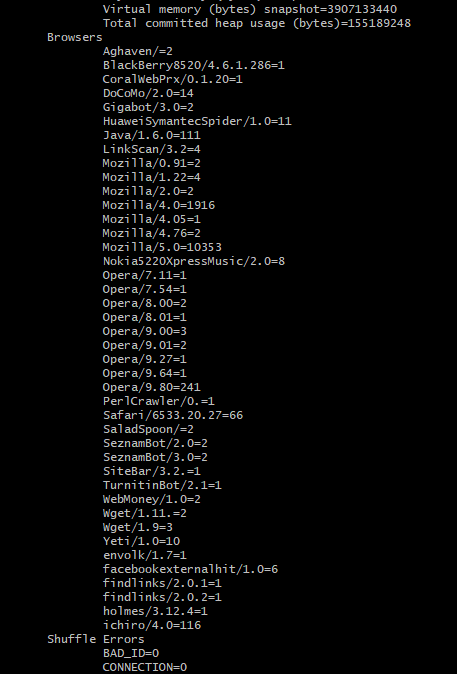 Virtual memory (bytes) snapshot=3907133440
Total committed heap usage (bytes)=155189248
Browsers
Aghaven/=2
BlackBerry8520/4.6.1.286=1
CoralWebPrx/0.1.20=1
DoCoMo/2.0=14
Gigabot/3.0=2
HuaweiSymantecSpider/1.0=11
Java/1.6.0=111
LinkScan/3.2=4
Mozilla/0.91=2
Mozilla/1.22=4
Mozilla/2.0=2
Mozilla/4.0=1916
Mozilla/4.05=1
Mozilla/4.76=2
Mozilla/5.0=10353
Nokia5220XpressMusic/2.0=8
Opera/7.11=1
Opera/7.54=1
Opera/8.00=2
Opera/8.01=1
Opera/9.00=3
Opera/9.01=2
Opera/9.27=1
Opera/9.64=1
Opera/9.80=241
PerlCrawler/0.=1
Safari/6533.20.27=66
SaladSpoon/=2
SeznamBot/2.0=2
SeznamBot/3.0=2
SiteBar/3.2.=1
TurnitinBot/2.1=1
WebMoney/1.0=2
Wget/1.11.=2
Wget/1.9=3
Yeti/1.0=10
envolk/1.7=1
facebookexternalhit/1.0=6
findlinks/2.0.1=1
findlinks/2.0.2=1
holmes/3.12.4=1
ichiro/4.0=116
Shuffle Errors
BAD_ID=0
CONNECTION=0